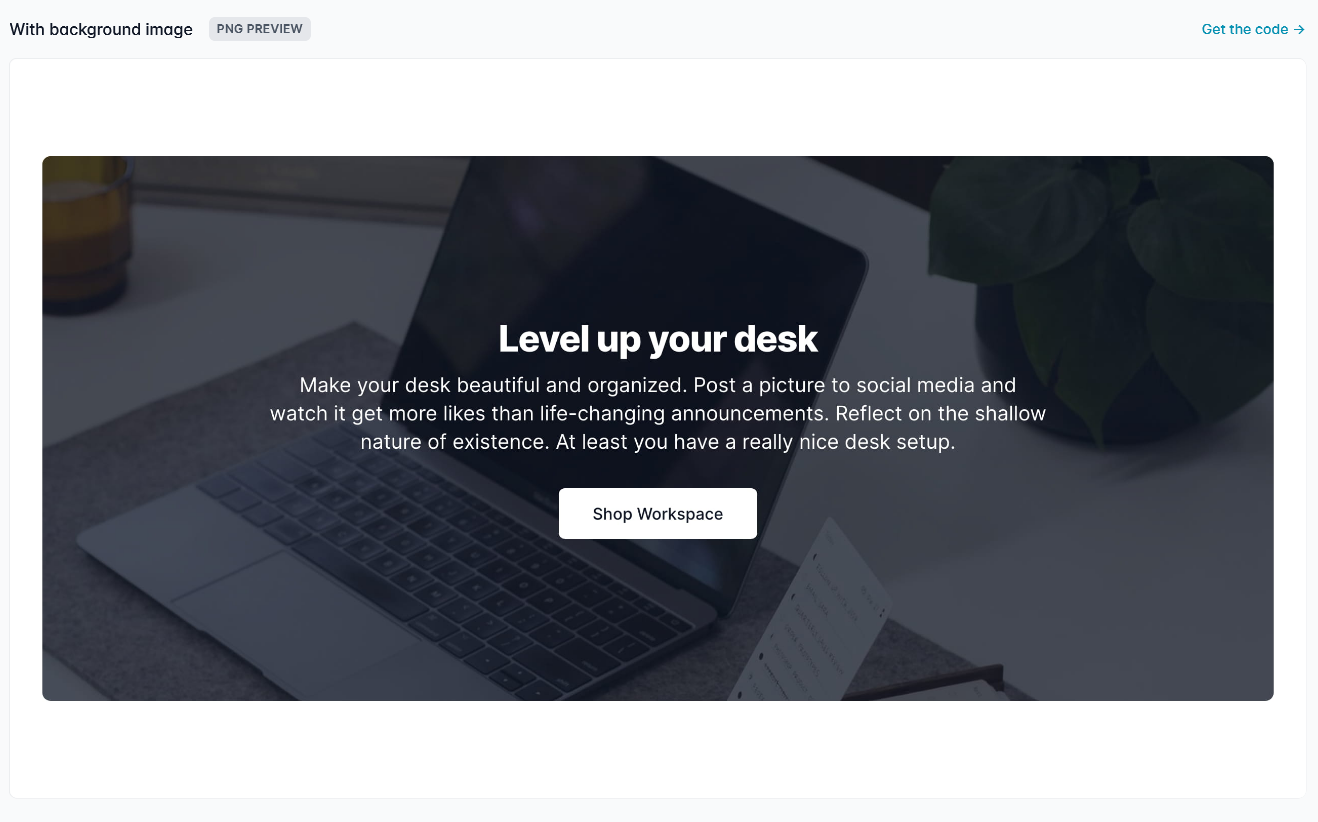 With background image PNG PREVIEW Get the code →
Level up your desk
Make your desk beautiful and organized. Post a picture to social media and
watch it get more likes than life-changing announcements. Reflect on the shallow
nature of existence. At least you have a really nice desk setup.
Shop Workspace